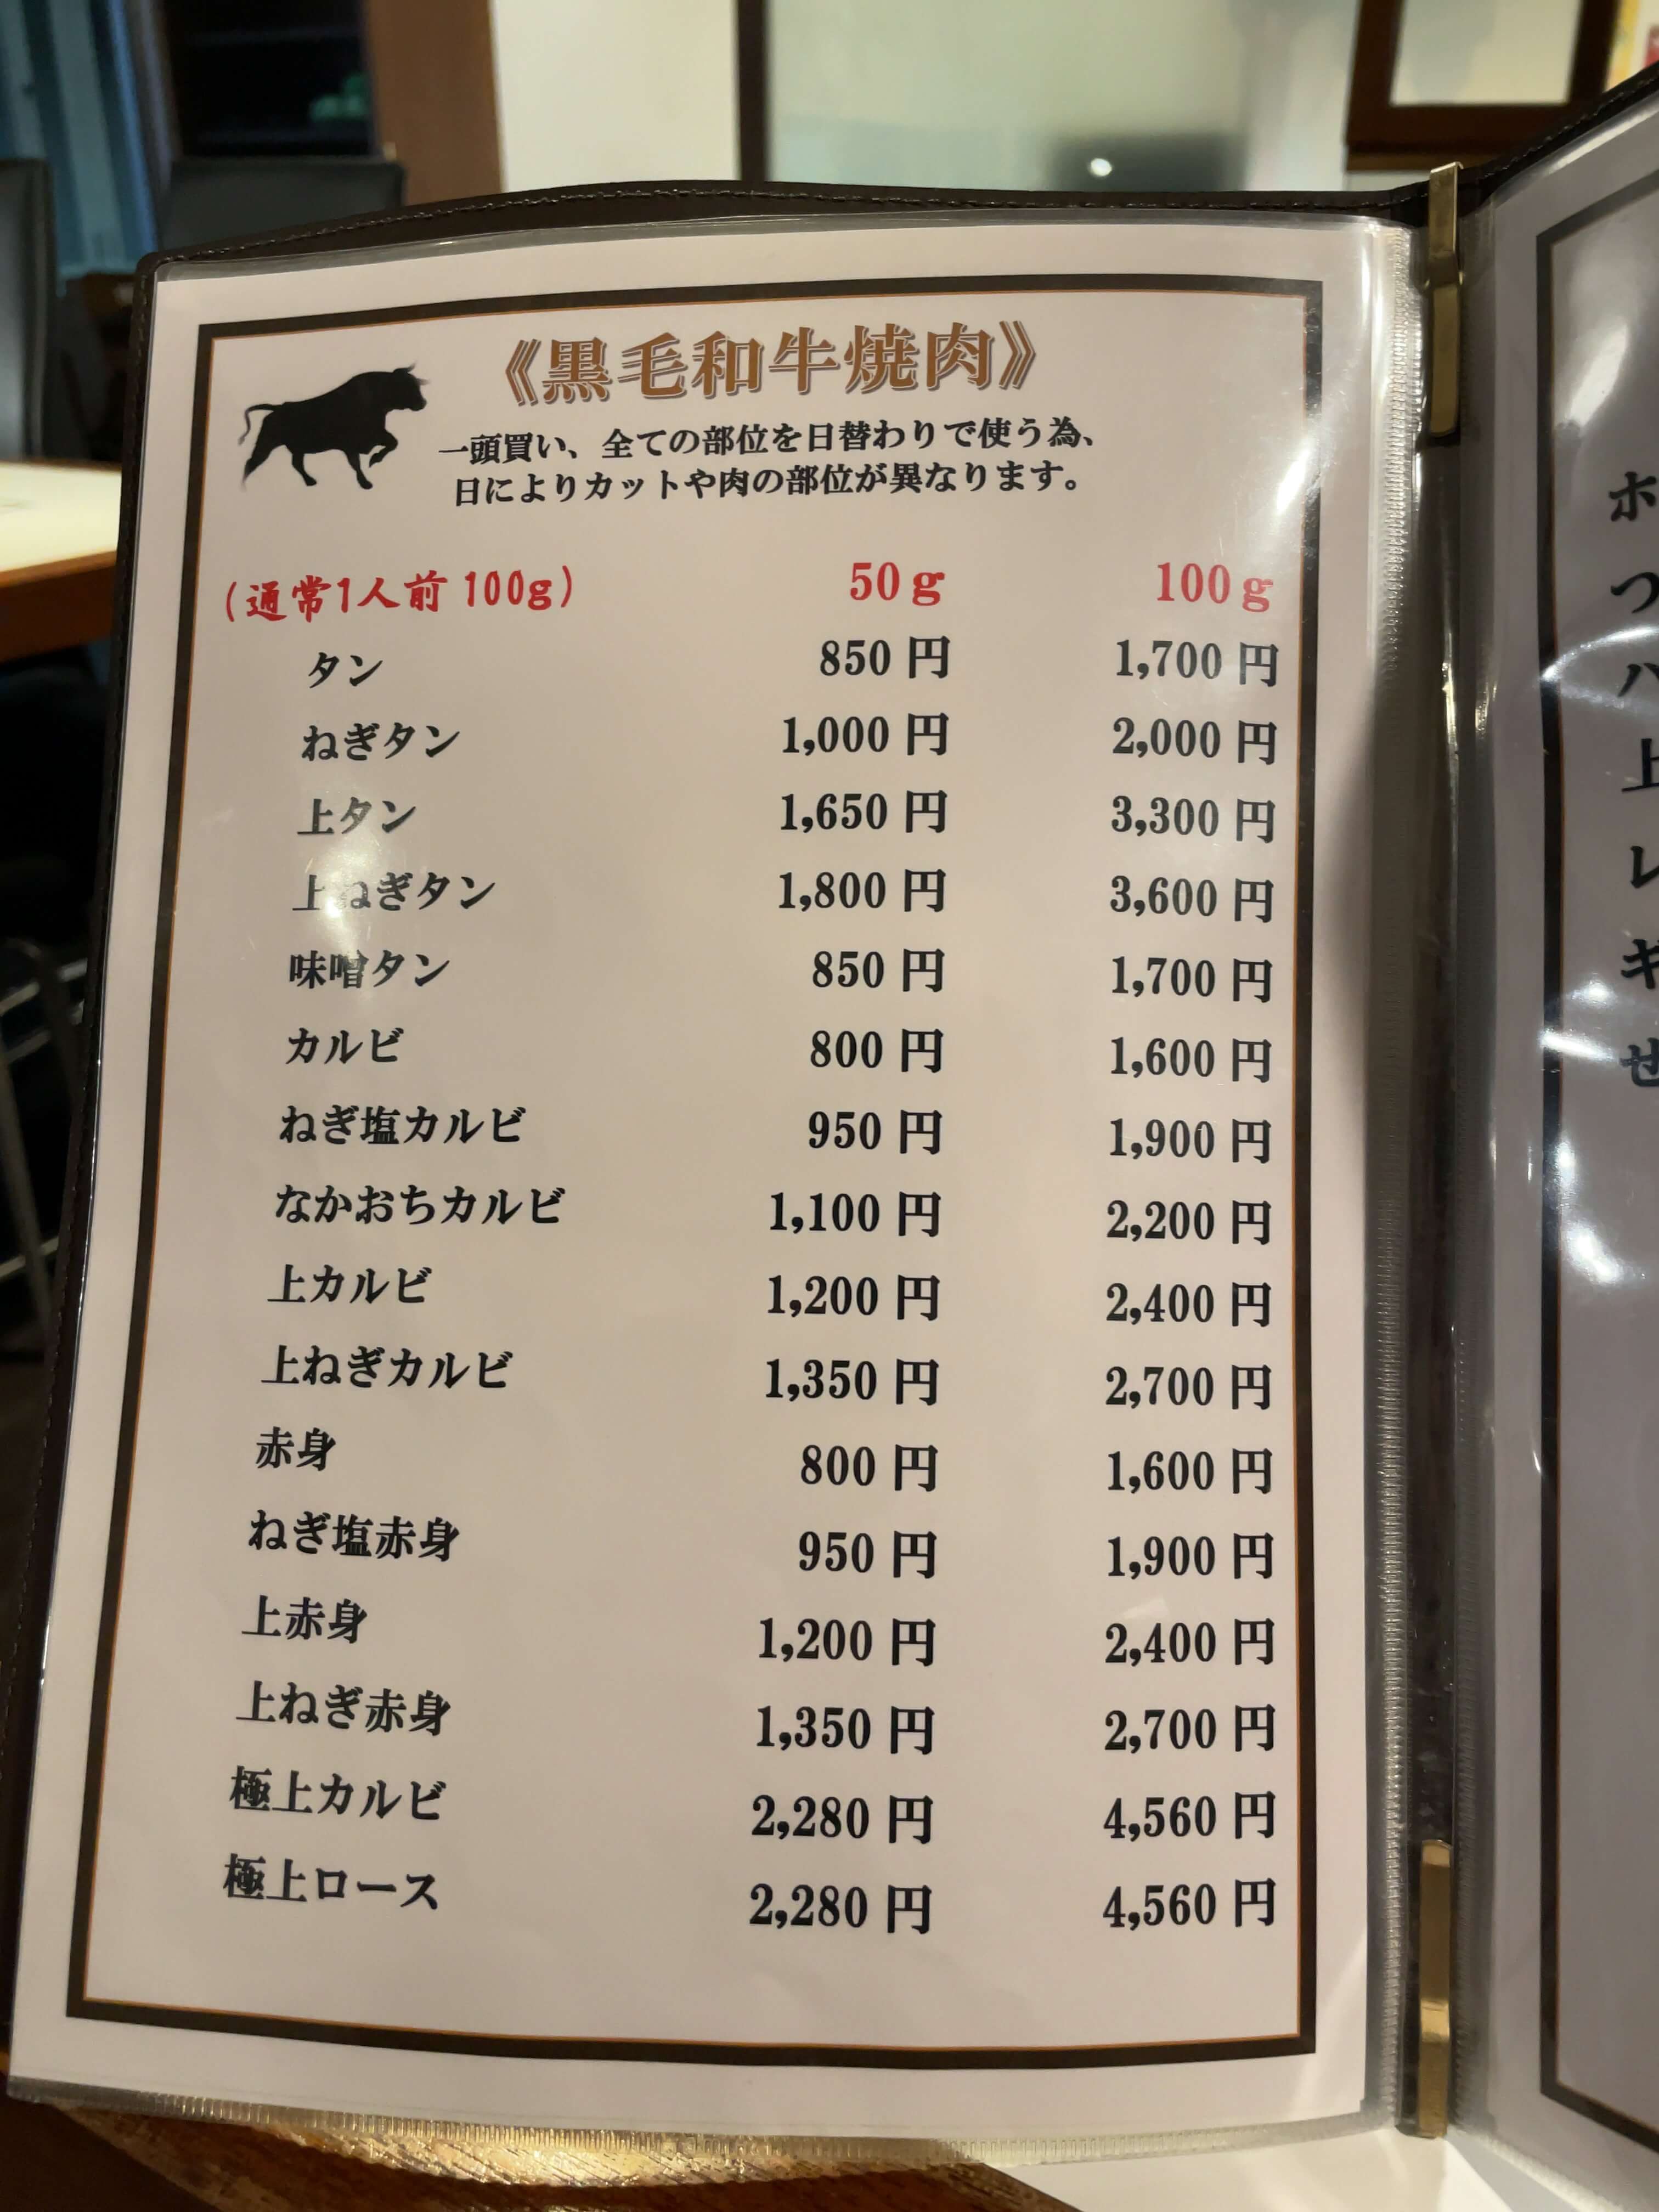 《黒毛和牛焼肉》
一頭買い、全ての部位を日替わりで使う為、
日によりカットや肉の部位が異なります。
(通常1人前 100g) 50g 100g
タン 850円 1,700円
ねぎタン 1,000円 2,000円
上タン 1,650円 3,300円
上ねぎタン 1,800円 3,600円
味噌タン 850円 1,700円
カルビ 800円 1,600円
ねぎ塩カルビ 950円 1,900円
なかおちカルビ 1,100円 2,200円
上カルビ 1,200円 2,400円
上ねぎカルビ 1,350円 2,700円
赤身 800円 1,600円
ねぎ塩赤身 950円 1,900円
上赤身 1,200円 2,400円
上ねぎ赤身 1,350円 2,700円
極上カルビ 2,280円 4,560円
極上ロース 2,280円 4,560円
ホ
つ
ハ
上
レ
ギ
せ